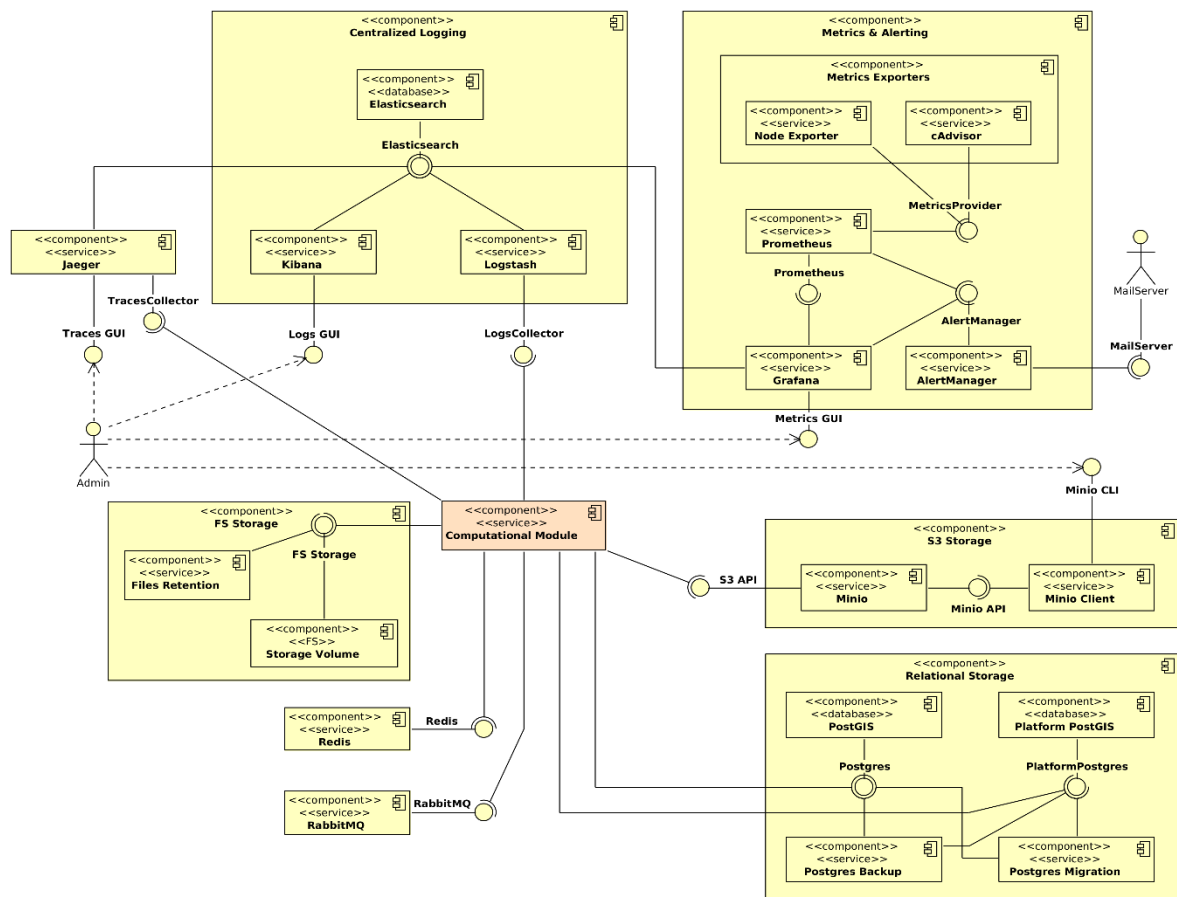 <<component>>
Centralized Logging
<<component>>
<<database>>
Elasticsearch
Elasticsearch
<<component>>
<<service>>
Jaeger
<<component>>
<<service>>
Kibana
<<component>>
<<service>>
Logstash
TracesCollector
Traces GUI
Logs GUI
LogsCollector
<<component>>
Metrics & Alerting
<<component>>
Metrics Exporters
<<component>>
<<service>>
Node Exporter
<<component>>
<<service>>
cAdvisor
MetricsProvider
<<component>>
<<service>>
Prometheus
Prometheus
AlertManager
<<component>>
<<service>>
Grafana
<<component>>
<<service>>
AlertManager
MailServer
MailServer
Metrics GUI
Admin
Minio CLI
<<component>>
FS Storage
FS Storage
<<component>>
<<service>>
Files Retention
<<component>>
<<FS>>
Storage Volume
<<component>>
<<service>>
Computational Module
<<component>>
S3 Storage
S3 API
<<component>>
<<service>>
Minio
Minio API
<<component>>
<<service>>
Minio Client
<<component>>
<<service>>
Redis
Redis
<<component>>
<<service>>
RabbitMQ
RabbitMQ
<<component>>
Relational Storage
<<component>>
<<database>>
PostGIS
<<component>>
<<database>>
Platform PostGIS
Postgres
PlatformPostgres
<<component>>
<<service>>
Postgres Backup
<<component>>
<<service>>
Postgres Migration